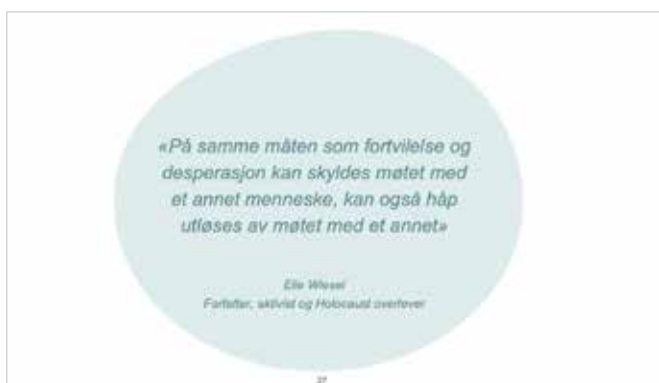 «På samme måten som fortvilelse og
desperasjon kan skyldes møtet med
et annet menneske, kan også håp
utløses av møtet med et annet»
Elie Wiesel
Forfatter, aktivist og Holocaust overlever
27